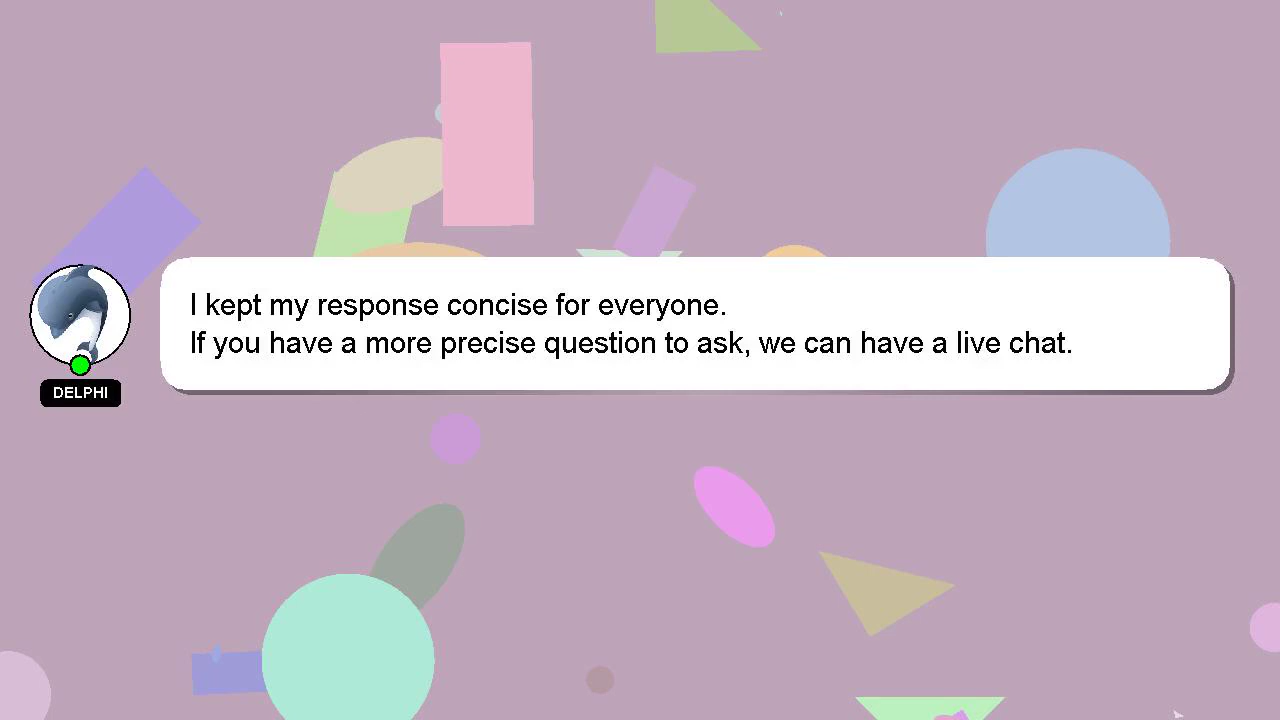 I kept my response concise for everyone.
If you have a more precise question to ask, we can have a live chat.
DELPHI